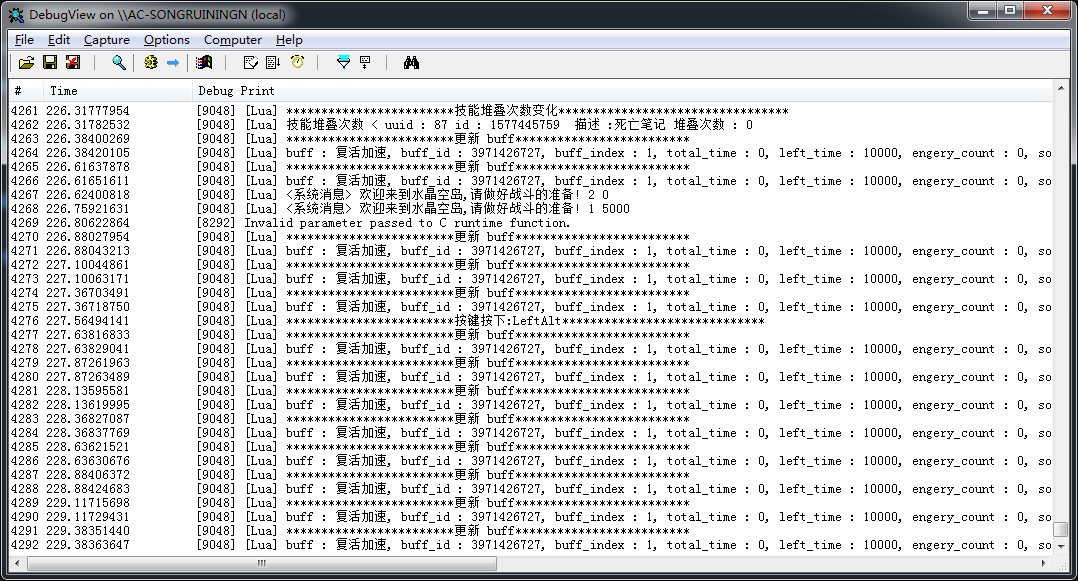 DebugView on \\AC-SONGRUININGN (local)
File Edit Capture Options Computer Help
# Time Debug Print
4261 226.31777954 [9048] [Lua] ************************技能堆叠次数变化*********************************
4262 226.31782532 [9048] [Lua] 技能堆叠次数 < uuid : 87 id : 1577445759 描述 :死亡笔记 堆叠次数 : 0
4263 226.38400269 [9048] [Lua] ************************更新 buff*************************
4264 226.38420105 [9048] [Lua] buff : 复活加速, buff_id : 3971426727, buff_index : 1, total_time : 0, left_time : 10000, engery_count : 0, so
4265 226.61637878 [9048] [Lua] ************************更新 buff*************************
4266 226.61651611 [9048] [Lua] buff : 复活加速, buff_id : 3971426727, buff_index : 1, total_time : 0, left_time : 10000, engery_count : 0, so
4267 226.62400818 [9048] [Lua] <系统消息> 欢迎来到水晶空岛,请做好战斗的准备! 2 0
4268 226.75921631 [9048] [Lua] <系统消息> 欢迎来到水晶空岛,请做好战斗的准备! 1 5000
4269 226.80622864 [8292] Invalid parameter passed to C runtime function.
4270 226.88027954 [9048] [Lua] ************************更新 buff*************************
4271 226.88043213 [9048] [Lua] buff : 复活加速, buff_id : 3971426727, buff_index : 1, total_time : 0, left_time : 10000, engery_count : 0, so
4272 227.10044861 [9048] [Lua] ************************更新 buff*************************
4273 227.10063171 [9048] [Lua] buff : 复活加速, buff_id : 3971426727, buff_index : 1, total_time : 0, left_time : 10000, engery_count : 0, so
4274 227.36703491 [9048] [Lua] ************************更新 buff*************************
4275 227.36718750 [9048] [Lua] buff : 复活加速, buff_id : 3971426727, buff_index : 1, total_time : 0, left_time : 10000, engery_count : 0, so
4276 227.56494141 [9048] [Lua] ************************按键按下:LeftAlt*****************************
4277 227.63816833 [9048] [Lua] ************************更新 buff*************************
4278 227.63829041 [9048] [Lua] buff : 复活加速, buff_id : 3971426727, buff_index : 1, total_time : 0, left_time : 10000, engery_count : 0, so
4279 227.87261963 [9048] [Lua] ************************更新 buff*************************
4280 227.87263489 [9048] [Lua] buff : 复活加速, buff_id : 3971426727, buff_index : 1, total_time : 0, left_time : 10000, engery_count : 0, so
4281 228.13595581 [9048] [Lua] ************************更新 buff*************************
4282 228.13619995 [9048] [Lua] buff : 复活加速, buff_id : 3971426727, buff_index : 1, total_time : 0, left_time : 10000, engery_count : 0, so
4283 228.36827087 [9048] [Lua] ************************更新 buff*************************
4284 228.36837769 [9048] [Lua] buff : 复活加速, buff_id : 3971426727, buff_index : 1, total_time : 0, left_time : 10000, engery_count : 0, so
4285 228.63621521 [9048] [Lua] ************************更新 buff*************************
4286 228.63630676 [9048] [Lua] buff : 复活加速, buff_id : 3971426727, buff_index : 1, total_time : 0, left_time : 10000, engery_count : 0, so
4287 228.88406372 [9048] [Lua] ************************更新 buff*************************
4288 228.88424683 [9048] [Lua] buff : 复活加速, buff_id : 3971426727, buff_index : 1, total_time : 0, left_time : 10000, engery_count : 0, so
4289 229.11715698 [9048] [Lua] ************************更新 buff*************************
4290 229.11729431 [9048] [Lua] buff : 复活加速, buff_id : 3971426727, buff_index : 1, total_time : 0, left_time : 10000, engery_count : 0, so
4291 229.38351440 [9048] [Lua] ************************更新 buff*************************
4292 229.38363647 [9048] [Lua] buff : 复活加速, buff_id : 3971426727, buff_index : 1, total_time : 0, left_time : 10000, engery_count : 0, so